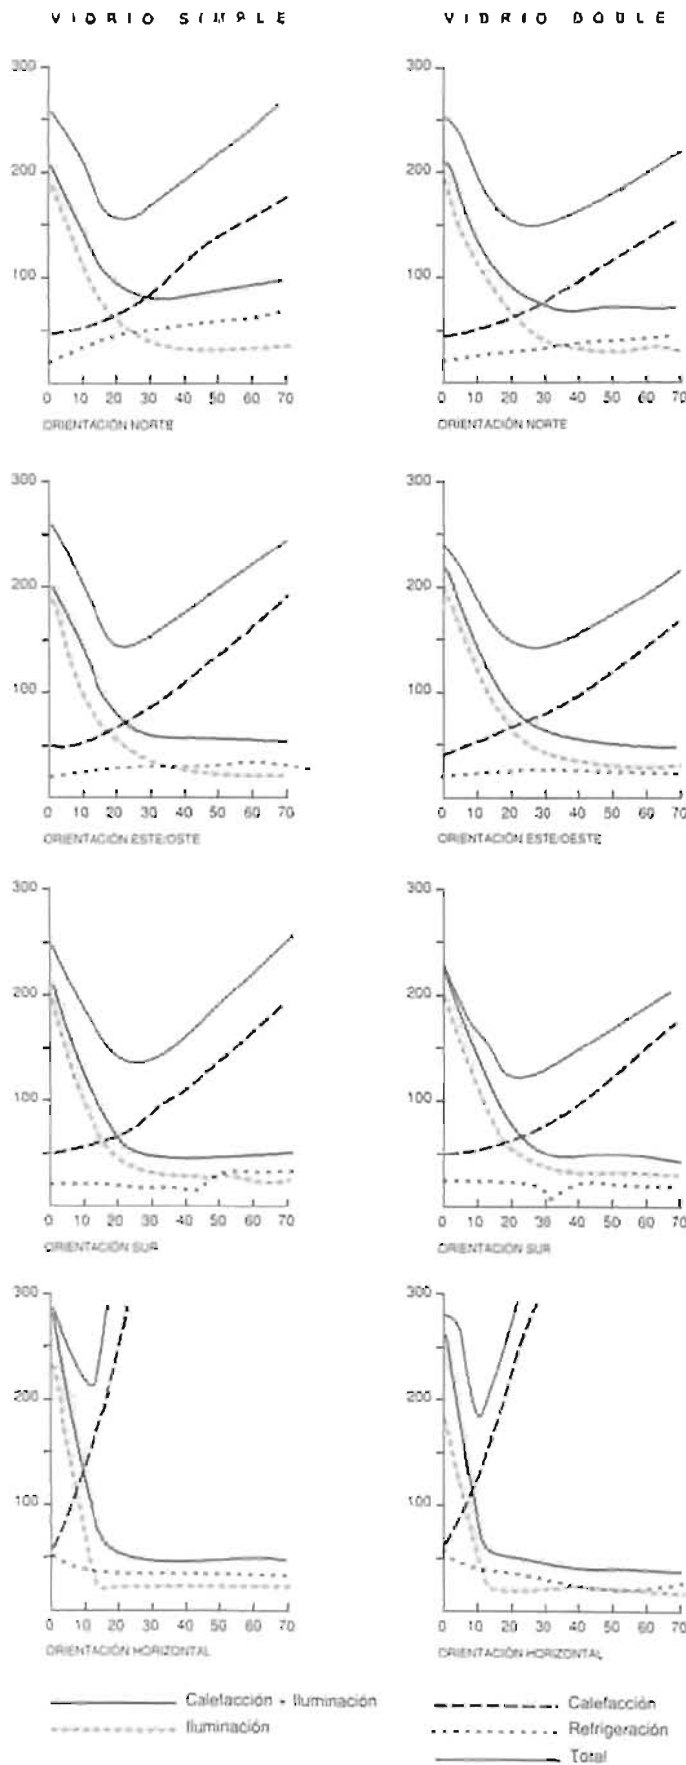 VIDRIO SIMPLE
VIDRIO DOBLE
300
200
100
0 10 20 30 40 50 60 70
ORIENTACIÓN NORTE
300
200
100
0 10 20 30 40 50 60 70
ORIENTACIÓN NORTE
300
200
100
0 10 20 30 40 50 60 70
ORIENTACIÓN ESTE/OSTE
300
200
100
0 10 20 30 40 50 60 70
ORIENTACIÓN ESTE/OESTE
300
200
100
0 10 20 30 40 50 60 70
ORIENTACIÓN SUR
300
200
100
0 10 20 30 40 50 60 70
ORIENTACIÓN SUR
300
200
100
0 10 20 30 40 50 60 70
ORIENTACIÓN HORIZONTAL
300
200
100
0 10 20 30 40 50 60 70
ORIENTACIÓN HORIZONTAL
Calefacción + Iluminación
Iluminación
Calefacción
Refrigeración
Total